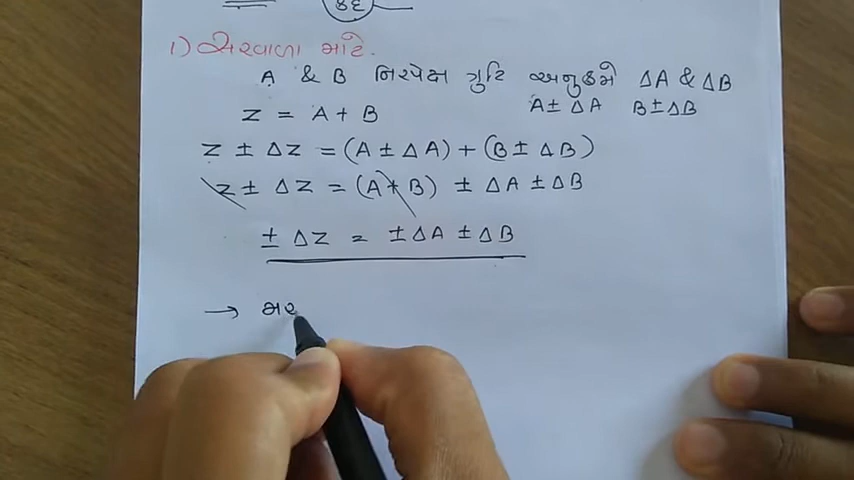 1) સરવાળા માટે.
A & B નિરપેક્ષ ત્રુટિ અનુક્રમે ΔA & ΔB
Z = A + B A ± ΔA B ± ΔB
Z ± ΔZ = (A ± ΔA) + (B ± ΔB)
Z ± ΔZ = (A + B) ± ΔA ± ΔB
± ΔZ = ± ΔA ± ΔB
→